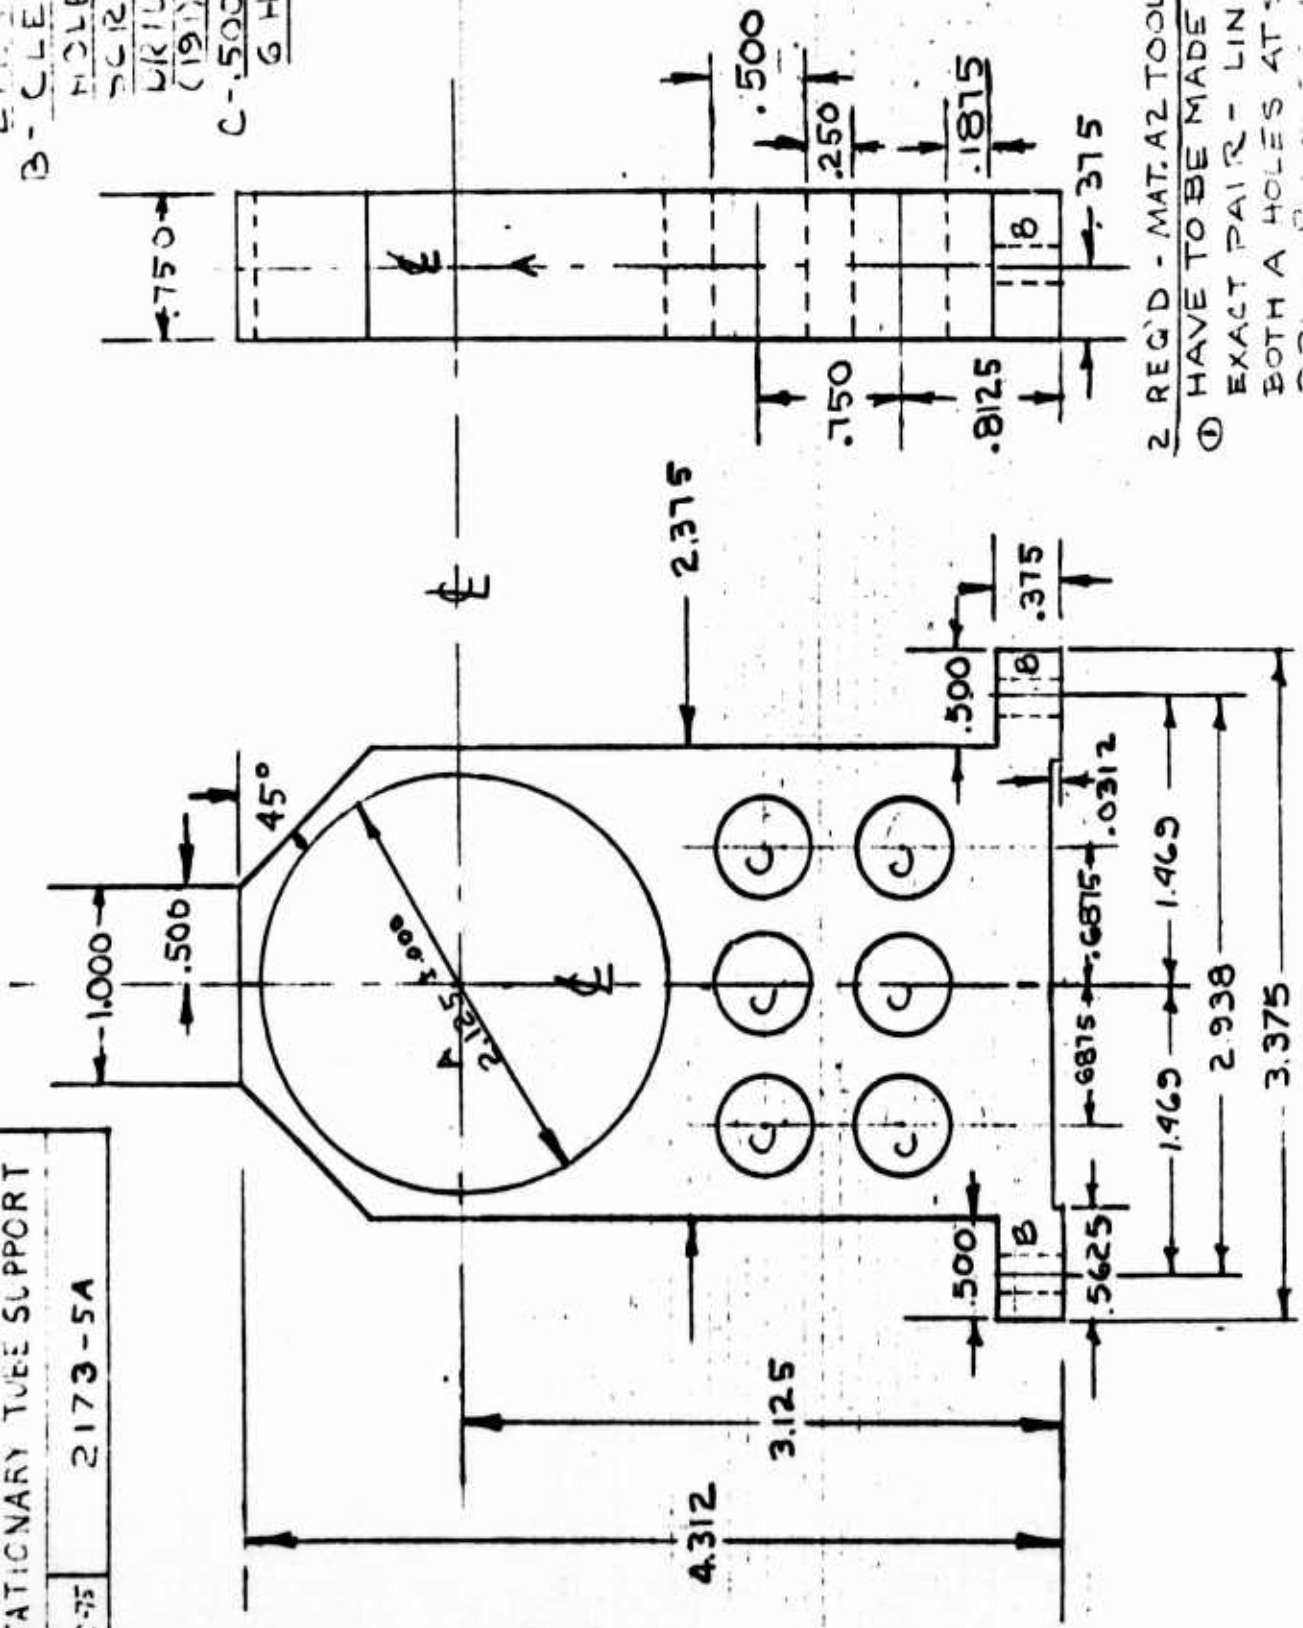 STATIONARY TUBE SUPPORT
2173-5A
B - CLE
HOLE
C-.500
6 H
1.000
.500
45°
.750
℄
A
℄
A
2.125
℄
.500
.250
.1875
B
.375
.750
.8125
2.375
C C C
C C C
.500
B
.375
.500
B
.5625
.0312
.6875
.6875
1.469
1.469
2.938
3.375
3.125
4.312
2 REQ'D - MAT. A2 TOOL
① HAVE TO BE MADE
EXACT PAIR - LIN
BOTH A HOLES AT